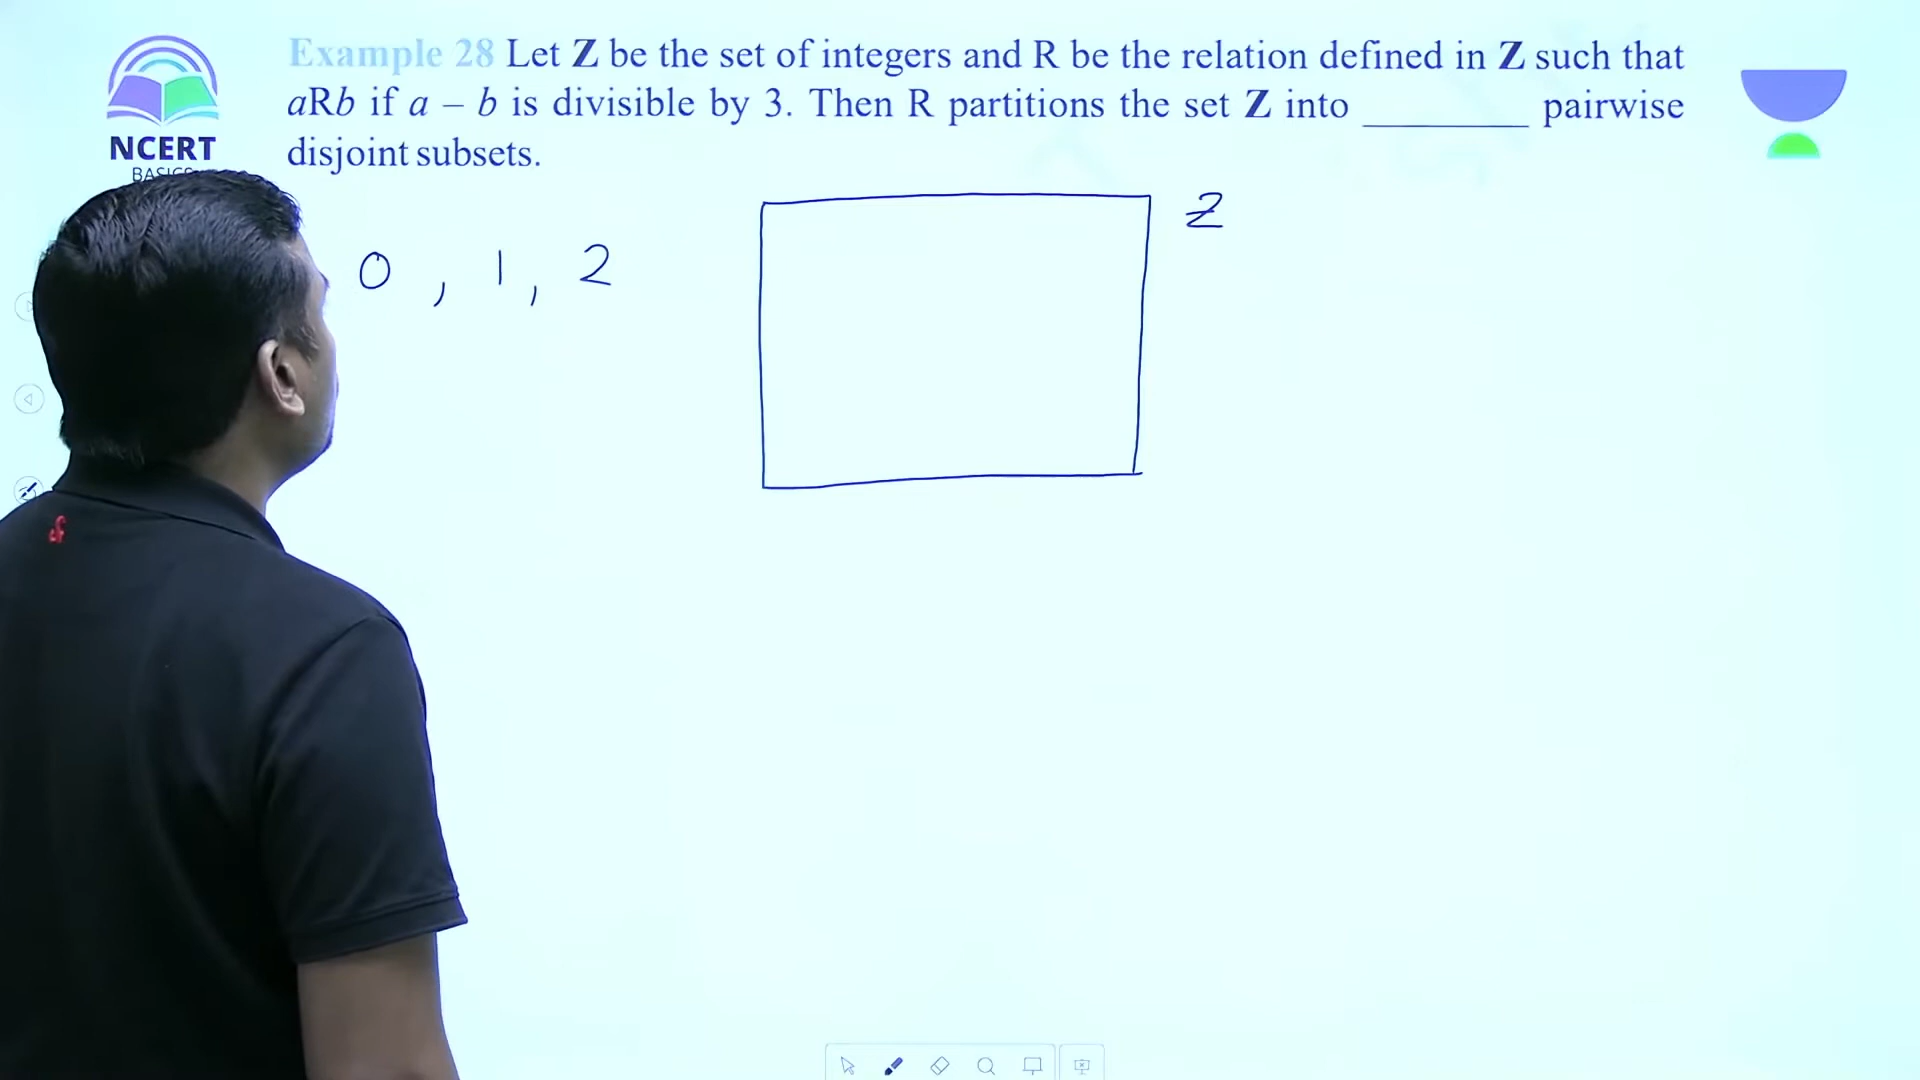 Example 28 Let Z be the set of integers and R be the relation defined in Z such that
aRb if a – b is divisible by 3. Then R partitions the set Z into ________ pairwise
disjoint subsets.
NCERT
BASICS
Z
0 , 1 , 2